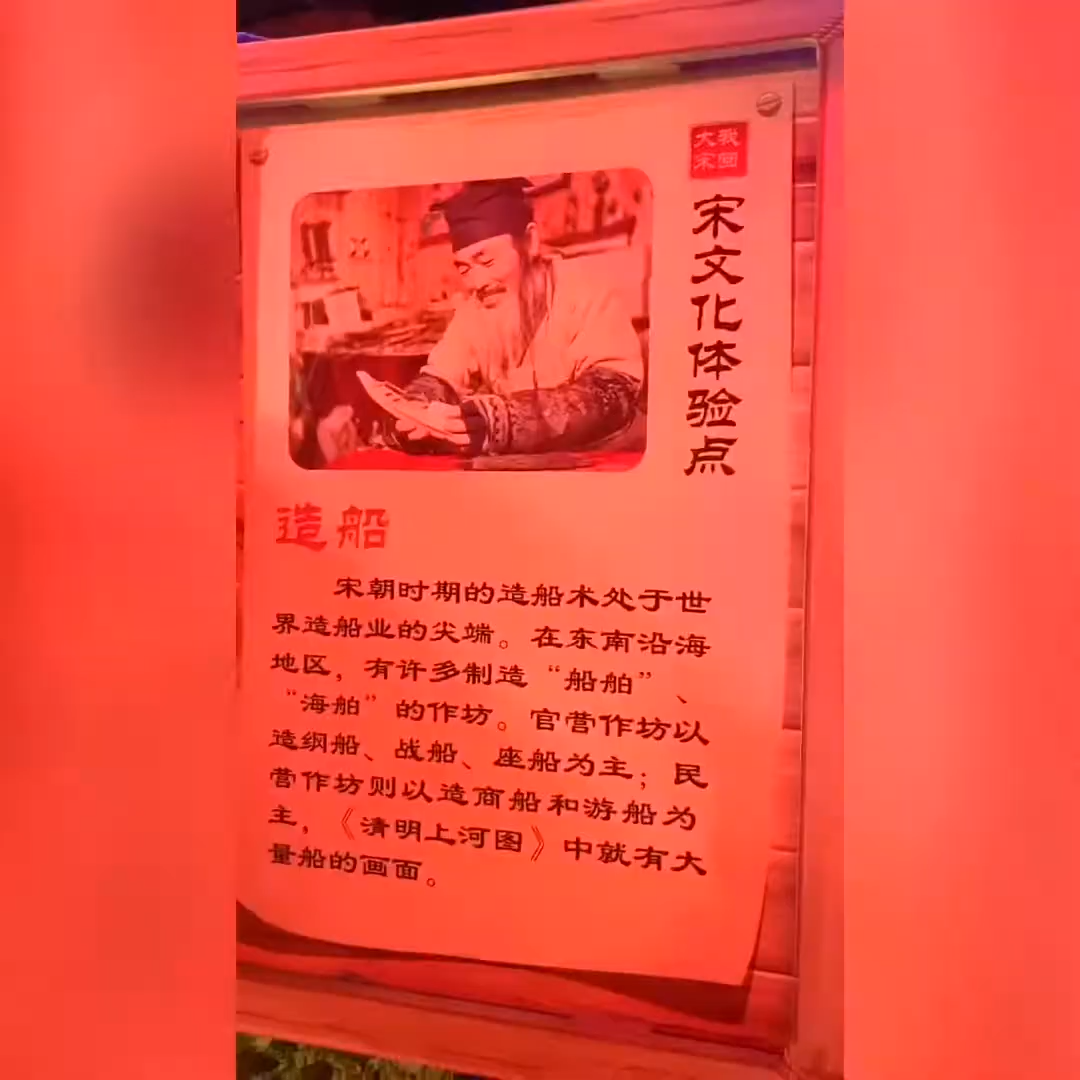 我回
大宋
宋文化体验点
造船
宋朝时期的造船术处于世
界造船业的尖端。在东南沿海
地区，有许多制造“船舶”、
“海舶”的作坊。官营作坊以
造纲船、战船、座船为主；民
营作坊则以造商船和游船为
主，《清明上河图》中就有大
量船的画面。